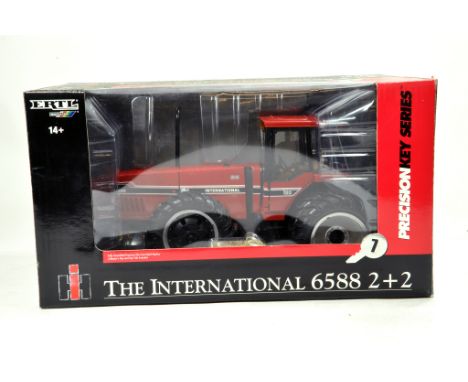 ERTL
14+
INTERNATIONAL
PRECISION KEY SERIES
7
IH
THE INTERNATIONAL 6588 2+2